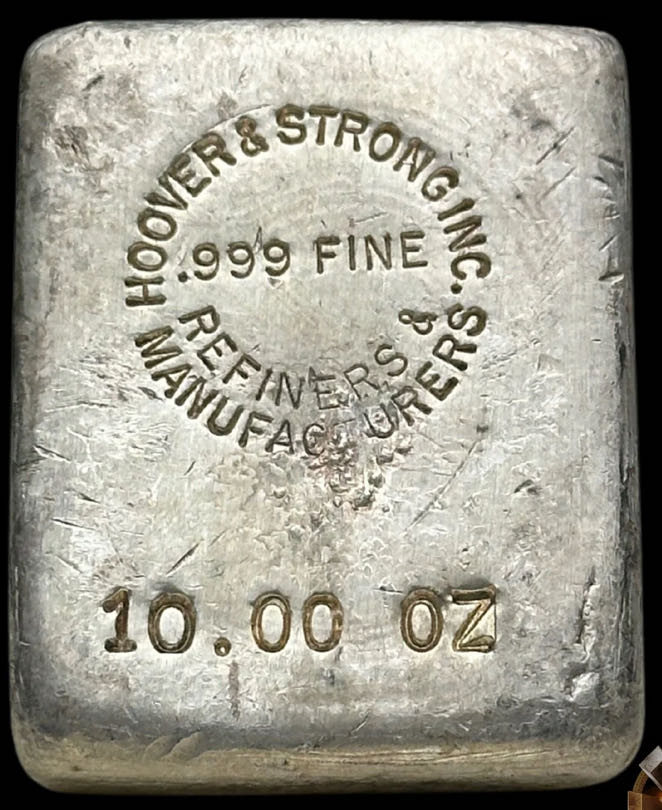 HOOVER & STRONG INC.
.999 FINE
REFINERS &
MANUFACTURERS
10.00 OZ